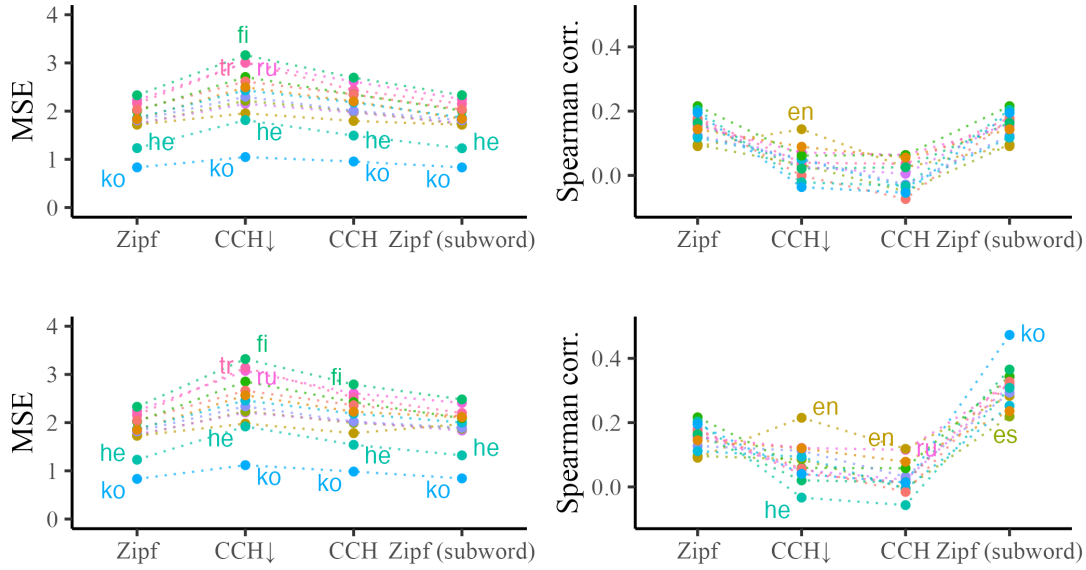 MSE
4
3
2
1
0
fi
tr
ru
he
he
he
he
ko
ko
ko
ko
Zipf
CCH↓
CCH
Zipf (subword)
Spearman corr.
0.4
0.2
0.0
en
Zipf
CCH↓
CCH
Zipf (subword)
MSE
4
3
2
1
0
fi
tr
ru
fi
he
he
he
he
ko
ko
ko
ko
Zipf
CCH↓
CCH
Zipf (subword)
Spearman corr.
0.4
0.2
0.0
ko
en
en
ru
es
he
Zipf
CCH↓
CCH
Zipf (subword)